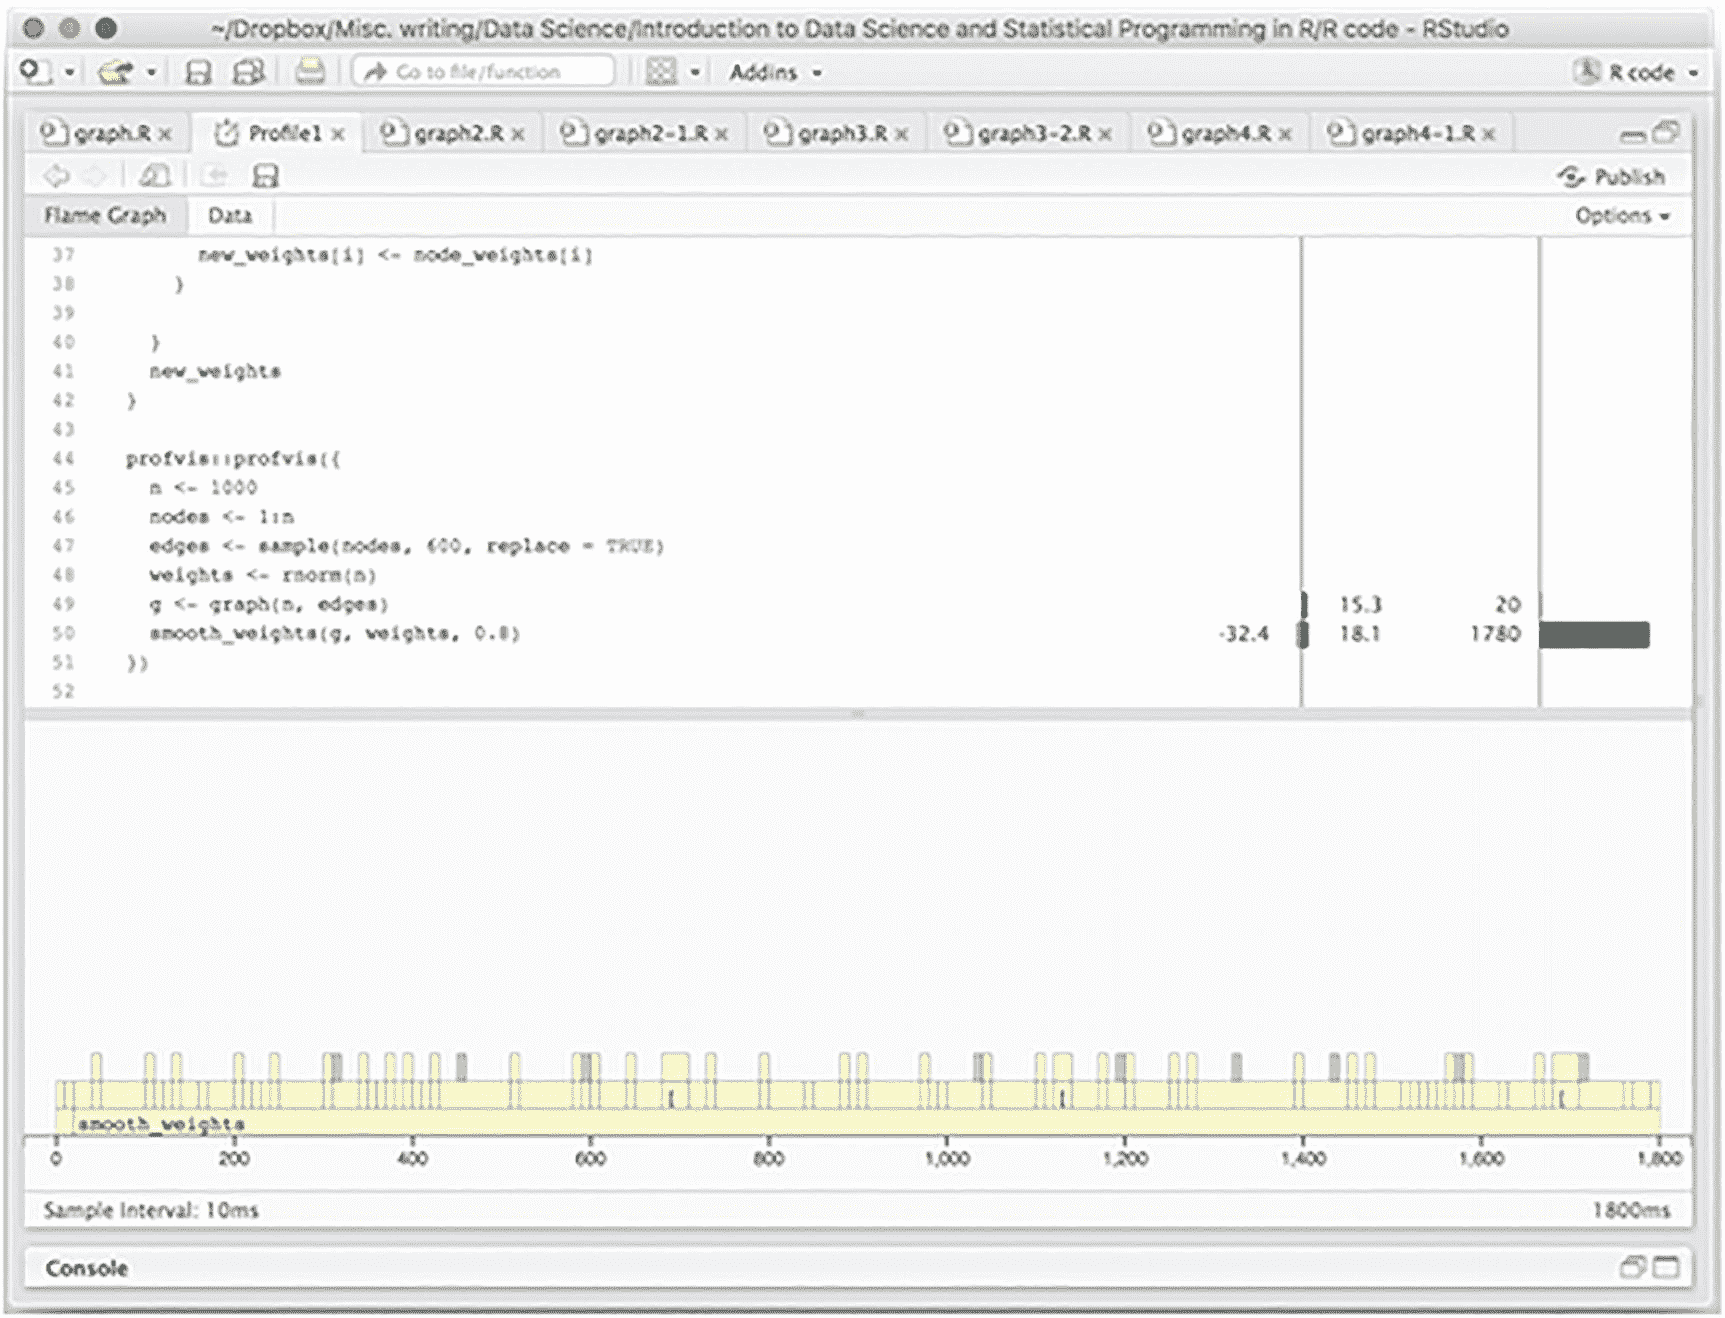 ~/Dropbox/Misc. writing/Data Science/Introduction to Data Science and Statistical Programming in R/R code - RStudio
Go to file/function Addins R code
graph.R Profile1 graph2.R graph2-1.R graph3.R graph3-2.R graph4.R graph4-1.R
Publish
Flame Graph Data Options
37 new_weights[i] <- node_weights[i]
38 }
39
40 }
41 new_weights
42 }
43
44 profvis::profvis({
45 n <- 1000
46 nodes <- 1:n
47 edges <- sample(nodes, 600, replace = TRUE)
48 weights <- rnorm(n)
49 g <- graph(n, edges) 15.3 20
50 smooth_weights(g, weights, 0.8) -32.4 18.1 1780
51 })
52
( ( (
smooth_weights
0 200 400 600 800 1,000 1,200 1,400 1,600 1,800
Sample Interval: 10ms 1800ms
Console